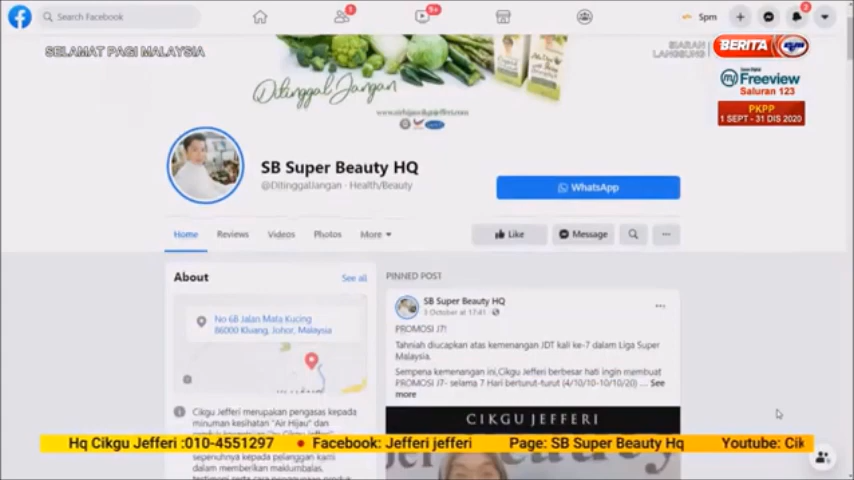 Search Facebook
1
9+
Spm
2
SELAMAT PAGI MALAYSIA
SIARAN
LANGSUNG
BERITA
Freeview
Saluran 123
PKPP
1 SEPT - 31 DIS 2020
Ditinggal Jangan
SB Super Beauty HQ
@DitinggalJangan · Health/Beauty
WhatsApp
Home
Reviews
Videos
Photos
More
Like
Message
About
See all
No 6B Jalan Mata Kucing
86000 Kluang, Johor, Malaysia
Cikgu Jefferi merupakan pengasas kepada
minuman kesihatan "Air Hijau" dan
sepenuhnya kepada pelanggan kami
dalam memberikan maklumbalas,
PINNED POST
SB Super Beauty HQ
3 October at 17:41
PROMOSI J7!
Tahniah diucapkan atas kemenangan JDT kali ke-7 dalam Liga Super
Malaysia.
Sempena kemenangan ini,Cikgu Jefferi berbesar hati ingin membuat
PROMOSI J7- selama 7 Hari berturut-turut (4/10/10-10/10/20) ... See
more
CIKGU JEFFERI
Hq Cikgu Jefferi :010-4551297 • Facebook: Jefferi jefferi Page: SB Super Beauty Hq Youtube: Cik